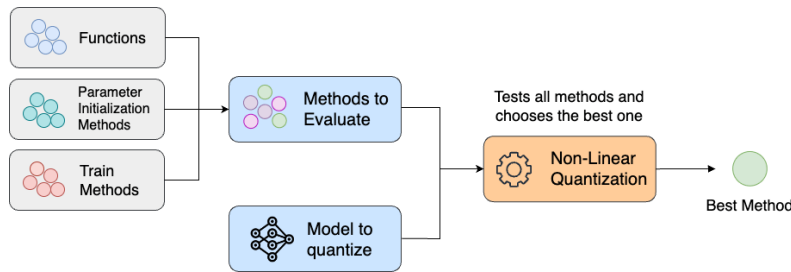 Functions
Parameter
Initialization
Methods
Train
Methods
Methods to
Evaluate
Model to
quantize
Tests all methods and
chooses the best one
Non-Linear
Quantization
Best Method